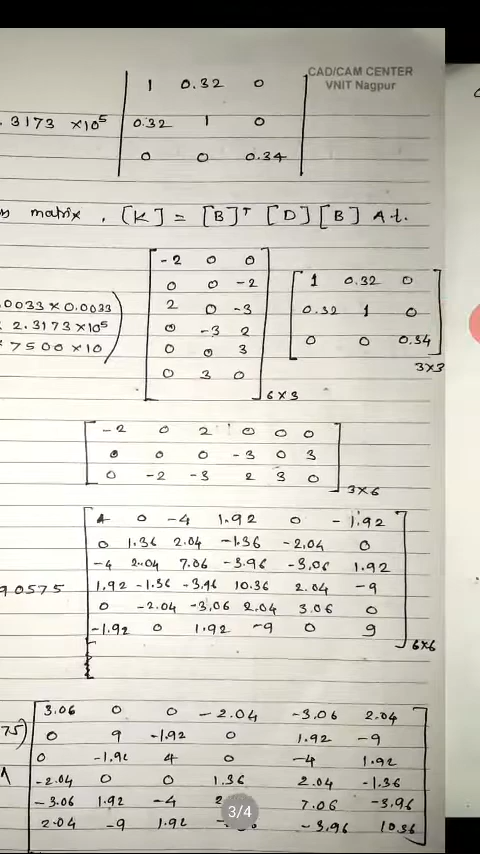 CAD/CAM CENTER
VNIT Nagpur
1 0.32 0
.3173 ×10⁵ 0.32 1 0
0 0 0.34
matrix, [K] = [B]ᵀ [D] [B] A t.
-2 0 0
0 0 -2
2 0 -3
0 -3 2
0 0 3
0 3 0
6×3
.0033 × 0.0033
× 2.3173 × 10⁵
× 7500 × 10
1 0.32 0
0.32 1 0
0 0 0.34
3×3
-2 0 2 0 0 0
0 0 0 -3 0 3
0 -2 -3 2 3 0
3×6
4 0 -4 1.92 0 -1.92
0 1.36 2.04 -1.36 -2.04 0
-4 2.04 7.06 -3.96 -3.06 1.92
1.92 -1.36 -3.96 10.36 2.04 -9
0 -2.04 -3.06 2.04 3.06 0
-1.92 0 1.92 -9 0 9
6×6
90575
3.06 0 0 -2.04 -3.06 2.04
75) 0 9 -1.92 0 1.92 -9
0 -1.92 4 0 -4 1.92
-2.04 0 0 1.36 2.04 -1.36
-3.06 1.92 -4 7.06 -3.96
2.04 -9 1.92 -3.96 10.36
3/4